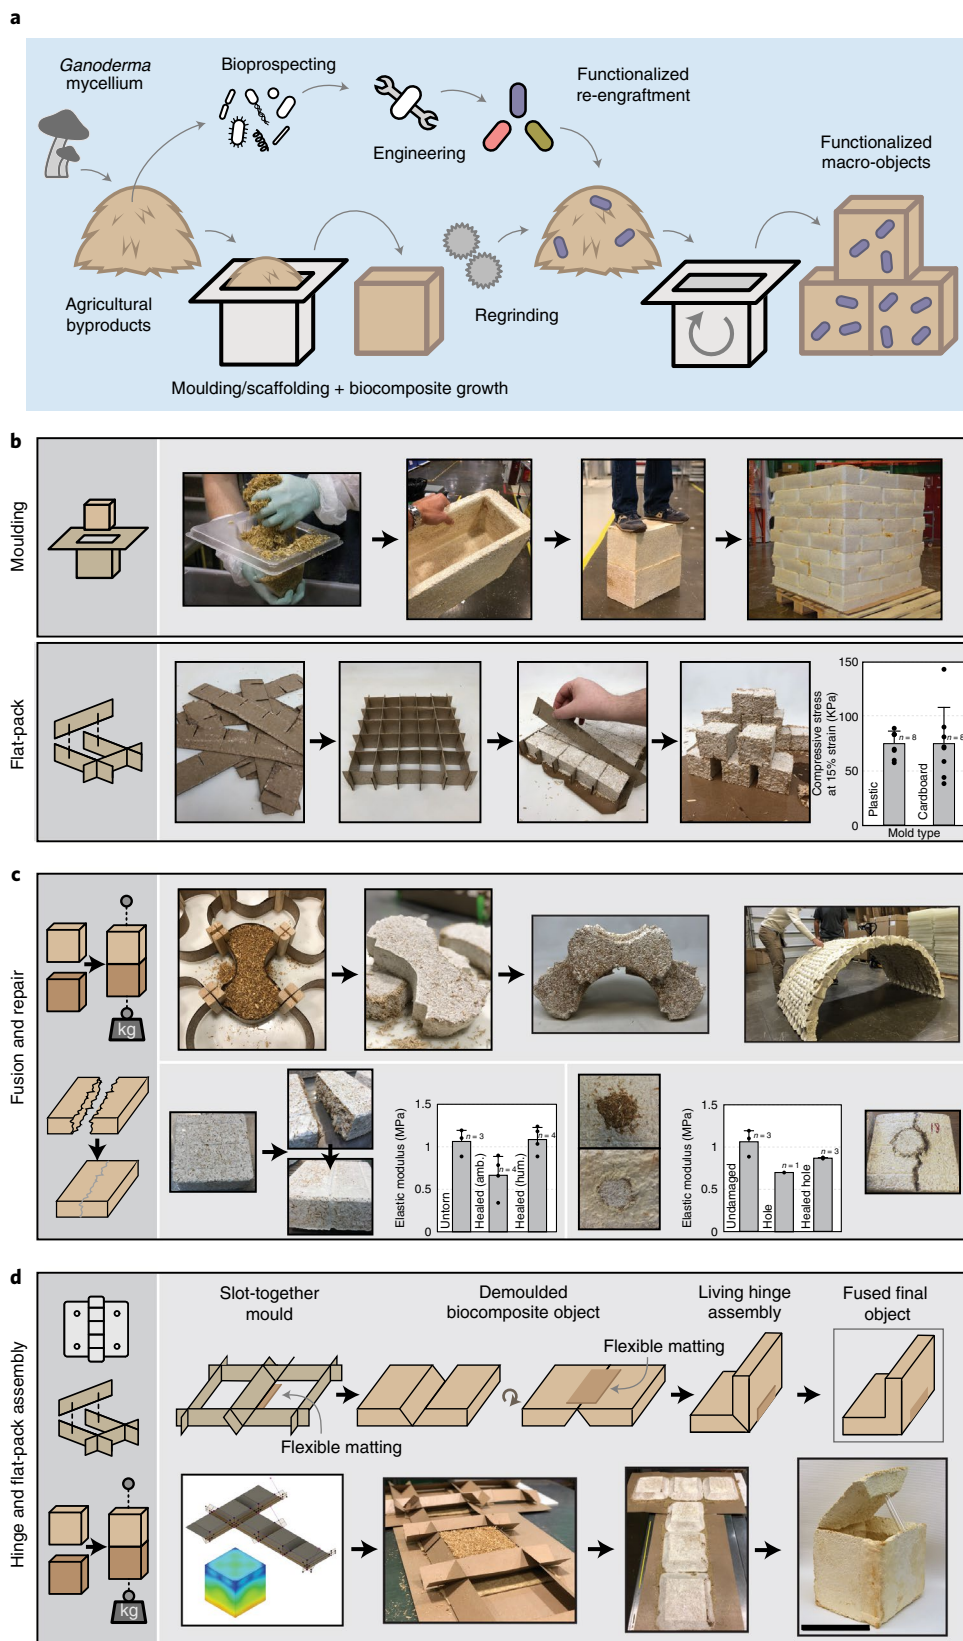 a
Ganoderma
mycellium
Bioprospecting
Engineering
Functionalized
re-engraftment
Functionalized
macro-objects
Agricultural
byproducts
Regrinding
Moulding/scaffolding + biocomposite growth
b
Moulding
Flat-pack
Compressive stress
at 15% strain (KPa)
150
100
50
0
n = 8
n = 8
Plastic
Cardboard
Mold type
c
Fusion and repair
kg
Elastic modulus (MPa)
1.5
1
0.5
0
n = 3
n = 4
n = 4
Untorn
Healed (amb.)
Healed (hum.)
Elastic modulus (MPa)
1.5
1
0.5
0
n = 3
n = 1
n = 3
Undamaged
Hole
Healed hole
d
Hinge and flat-pack assembly
Slot-together
mould
Demoulded
biocomposite object
Living hinge
assembly
Fused final
object
Flexible matting
Flexible matting
kg